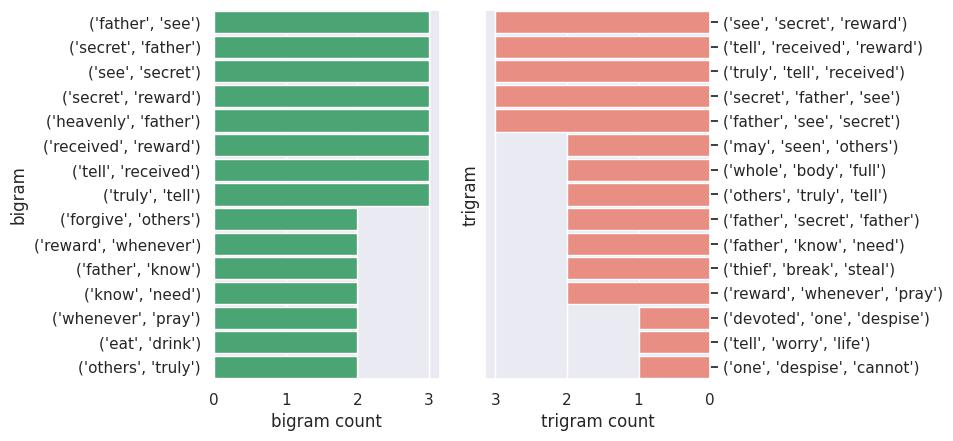 ('father', 'see')
('secret', 'father')
('see', 'secret')
('secret', 'reward')
('heavenly', 'father')
('received', 'reward')
('tell', 'received')
('truly', 'tell')
('forgive', 'others')
('reward', 'whenever')
('father', 'know')
('know', 'need')
('whenever', 'pray')
('eat', 'drink')
('others', 'truly')
bigram
0 1 2 3
bigram count
('see', 'secret', 'reward')
('tell', 'received', 'reward')
('truly', 'tell', 'received')
('secret', 'father', 'see')
('father', 'see', 'secret')
('may', 'seen', 'others')
('whole', 'body', 'full')
('others', 'truly', 'tell')
('father', 'secret', 'father')
('father', 'know', 'need')
('thief', 'break', 'steal')
('reward', 'whenever', 'pray')
('devoted', 'one', 'despise')
('tell', 'worry', 'life')
('one', 'despise', 'cannot')
trigram
3 2 1 0
trigram count